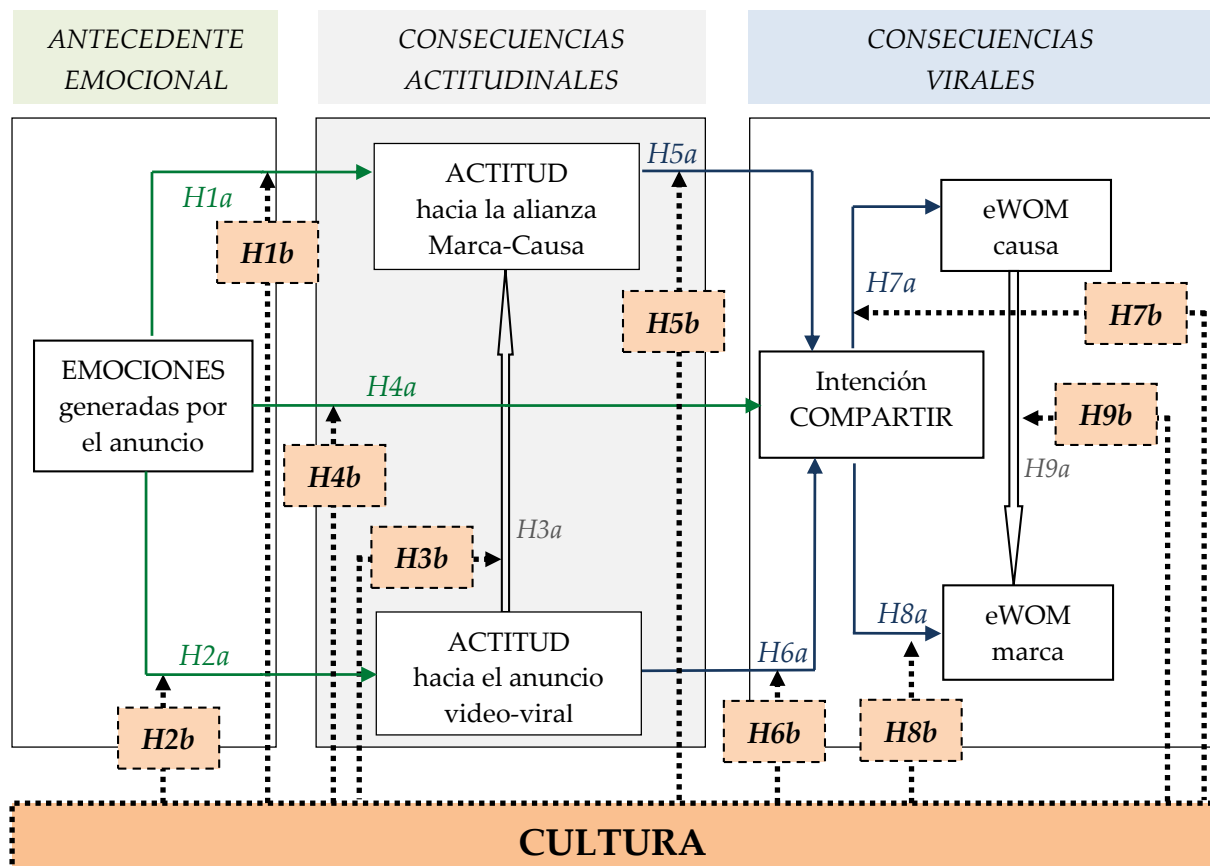 ANTECEDENTE
EMOCIONAL
CONSECUENCIAS
ACTITUDINALES
CONSECUENCIAS
VIRALES
H1a
H1b
ACTITUD
hacia la alianza
Marca-Causa
H5a
H5b
eWOM
causa
H7a
H7b
EMOCIONES
generadas por
el anuncio
H4a
H4b
Intención
COMPARTIR
H9b
H9a
H3b
H3a
H2a
H2b
ACTITUD
hacia el anuncio
video-viral
H6a
H6b
H8a
H8b
eWOM
marca
CULTURA